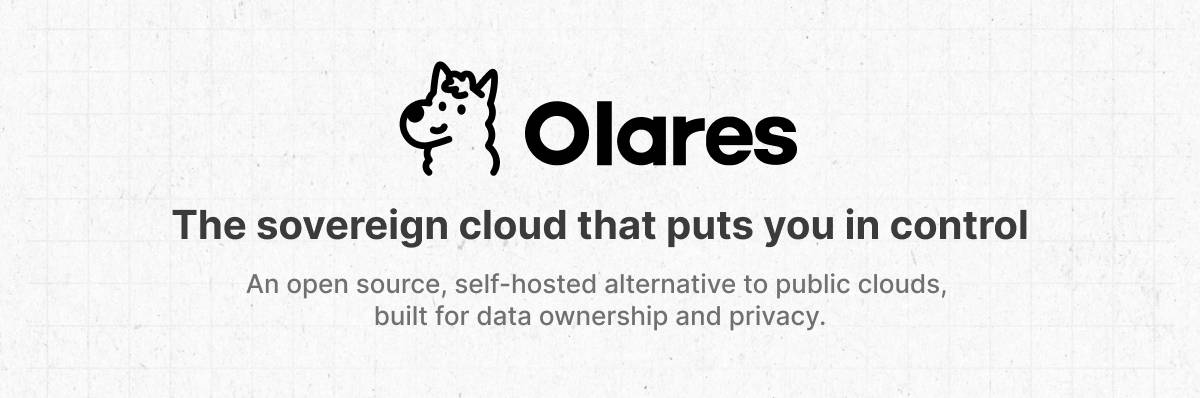 Olares
The sovereign cloud that puts you in control
An open source, self-hosted alternative to public clouds,
built for data ownership and privacy.